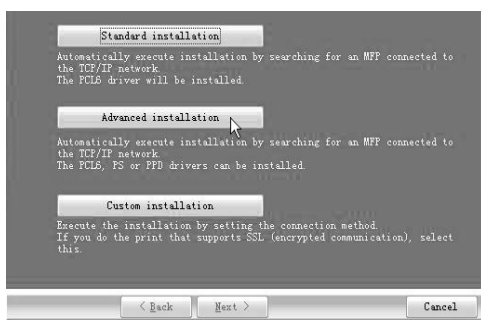 Standard installation
Automatically execute installation by searching for an MFP connected to
the TCP/IP network.
The PCL6 driver will be installed.
Advanced installation
Automatically execute installation by searching for an MFP connected to
the TCP/IP network.
The PCL6, PS or PPD drivers can be installed.
Custom installation
Execute the installation by setting the connection method.
If you do the print that supports SSL (encrypted communication), select
this.
< Back Next > Cancel